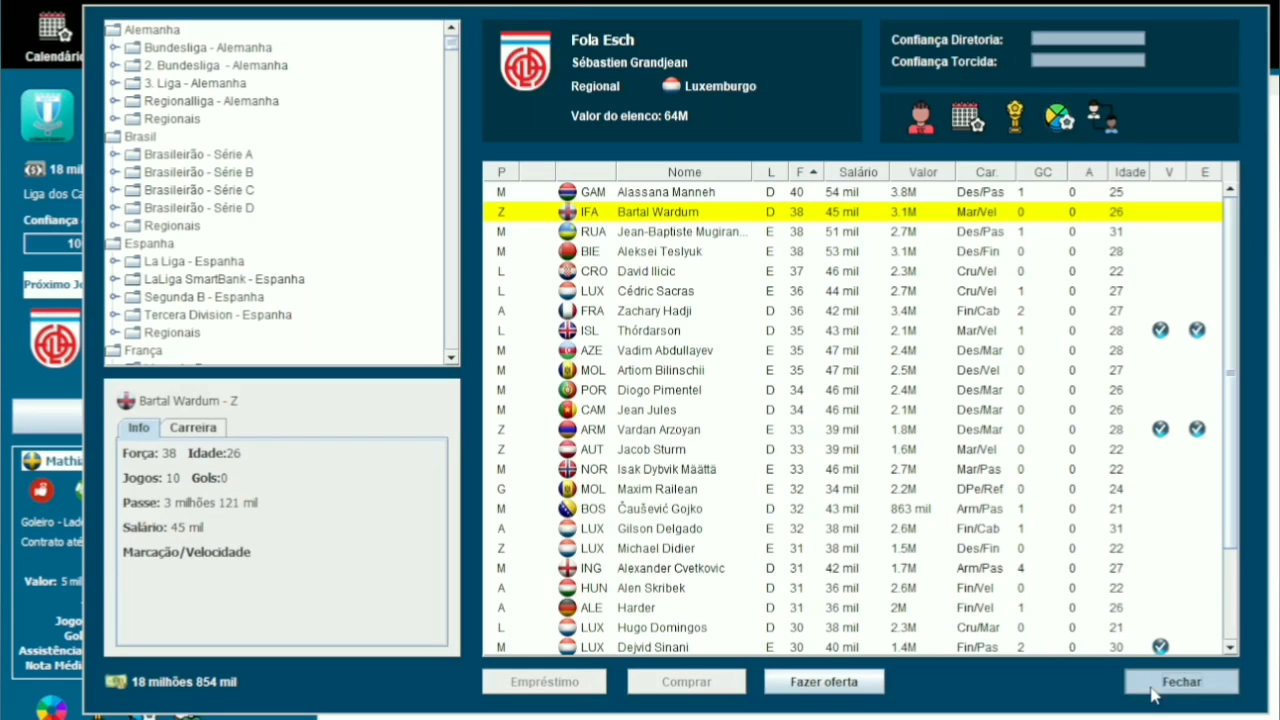 Calendário
18 mil
Liga dos Ca
Confiança
10
Próximo Jo
Mathia
Goleiro - Lado
Contrato até
Valor: 5 mil
Jogo
Gol
Assistência
Nota Médi
Alemanha
Bundesliga - Alemanha
2. Bundesliga - Alemanha
3. Liga - Alemanha
Regionalliga - Alemanha
Regionais
Brasil
Brasileirão - Série A
Brasileirão - Série B
Brasileirão - Série C
Brasileirão - Série D
Regionais
Espanha
La Liga - Espanha
LaLiga SmartBank - Espanha
Segunda B - Espanha
Tercera Division - Espanha
Regionais
França
Bartal Wardum - Z
Info Carreira
Força: 38 Idade:26
Jogos: 10 Gols:0
Passe: 3 milhões 121 mil
Salário: 45 mil
Marcação/Velocidade
18 milhões 854 mil
Fola Esch
Sébastien Grandjean
Regional Luxemburgo
Valor do elenco: 64M
Confiança Diretoria:
Confiança Torcida:
P Nome L F Salário Valor Car. GC A Idade V E
M GAM Alassana Manneh D 40 54 mil 3.8M Des/Pas 1 0 25
Z IFA Bartal Wardum D 38 45 mil 3.1M Mar/Vel 0 0 26
M RUA Jean-Baptiste Mugiran... E 38 51 mil 2.7M Des/Pas 1 0 31
M BIE Aleksei Teslyuk E 38 53 mil 3.1M Des/Fin 0 0 28
L CRO David Ilicic E 37 46 mil 2.3M Cru/Vel 0 0 22
L LUX Cédric Sacras E 36 44 mil 2.7M Cru/Vel 1 0 27
A FRA Zachary Hadji D 36 42 mil 3.4M Fin/Cab 2 0 27
L ISL Thórdarson D 35 43 mil 2.1M Mar/Vel 1 0 28
M AZE Vadim Abdullayev E 35 47 mil 2.4M Des/Mar 0 0 28
M MOL Artiom Bilinschii E 35 47 mil 2.5M Des/Vel 0 0 27
M POR Diogo Pimentel D 34 46 mil 2.4M Des/Mar 0 0 26
M CAM Jean Jules D 34 46 mil 2.1M Des/Mar 0 0 26
Z ARM Vardan Arzoyan E 33 39 mil 1.8M Des/Mar 0 0 28
Z AUT Jacob Sturm D 33 39 mil 1.6M Mar/Vel 0 0 22
M NOR Isak Dybvik Määttä E 33 46 mil 2.7M Mar/Pas 0 0 22
G MOL Maxim Railean E 32 34 mil 2.2M DPe/Ref 0 0 24
M BOS Čaušević Gojko D 32 43 mil 863 mil Arm/Pas 1 0 21
A LUX Gilson Delgado E 32 38 mil 2.6M Fin/Cab 1 0 31
Z LUX Michael Didier E 31 38 mil 1.5M Des/Fin 0 0 22
M ING Alexander Cvetkovic D 31 42 mil 1.7M Arm/Pas 4 0 27
A HUN Alen Skribek D 31 36 mil 2.6M Fin/Vel 0 0 22
A ALE Harder D 31 36 mil 2M Fin/Vel 1 0 26
L LUX Hugo Domingos D 30 38 mil 2.3M Cru/Mar 0 0 21
M LUX Dejvid Sinani E 30 40 mil 1.4M Fin/Pas 2 0 30
Empréstimo Comprar Fazer oferta Fechar